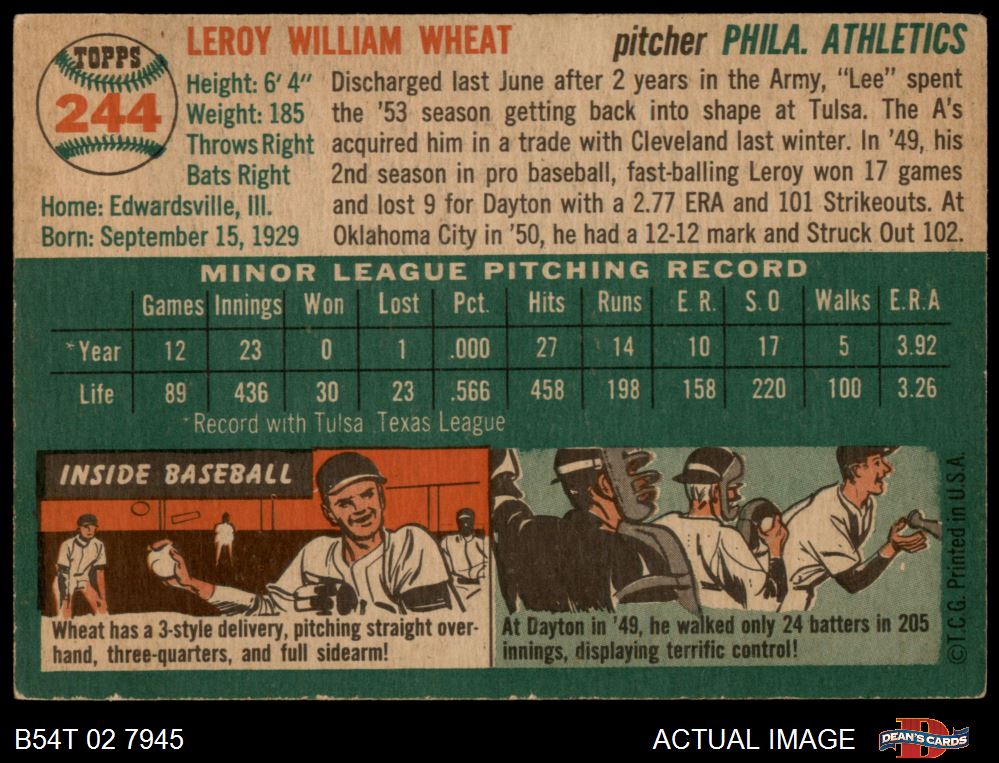 TOPPS
244
LEROY WILLIAM WHEAT
pitcher PHILA. ATHLETICS
Height: 6' 4"
Weight: 185
Throws Right
Bats Right
Home: Edwardsville, Ill.
Born: September 15, 1929
Discharged last June after 2 years in the Army, "Lee" spent
the '53 season getting back into shape at Tulsa. The A's
acquired him in a trade with Cleveland last winter. In '49, his
2nd season in pro baseball, fast-balling Leroy won 17 games
and lost 9 for Dayton with a 2.77 ERA and 101 Strikeouts. At
Oklahoma City in '50, he had a 12-12 mark and Struck Out 102.
MINOR LEAGUE PITCHING RECORD
Games Innings Won Lost Pct. Hits Runs E. R. S. O Walks E.R.A
*Year 12 23 0 1 .000 27 14 10 17 5 3.92
Life 89 436 30 23 .566 458 198 158 220 100 3.26
*Record with Tulsa Texas League
INSIDE BASEBALL
Wheat has a 3-style delivery, pitching straight over-
hand, three-quarters, and full sidearm!
At Dayton in '49, he walked only 24 batters in 205
innings, displaying terrific control!
©T.C.G. Printed in U.S.A.
B54T 02 7945
ACTUAL IMAGE
D
DEAN'S CARDS